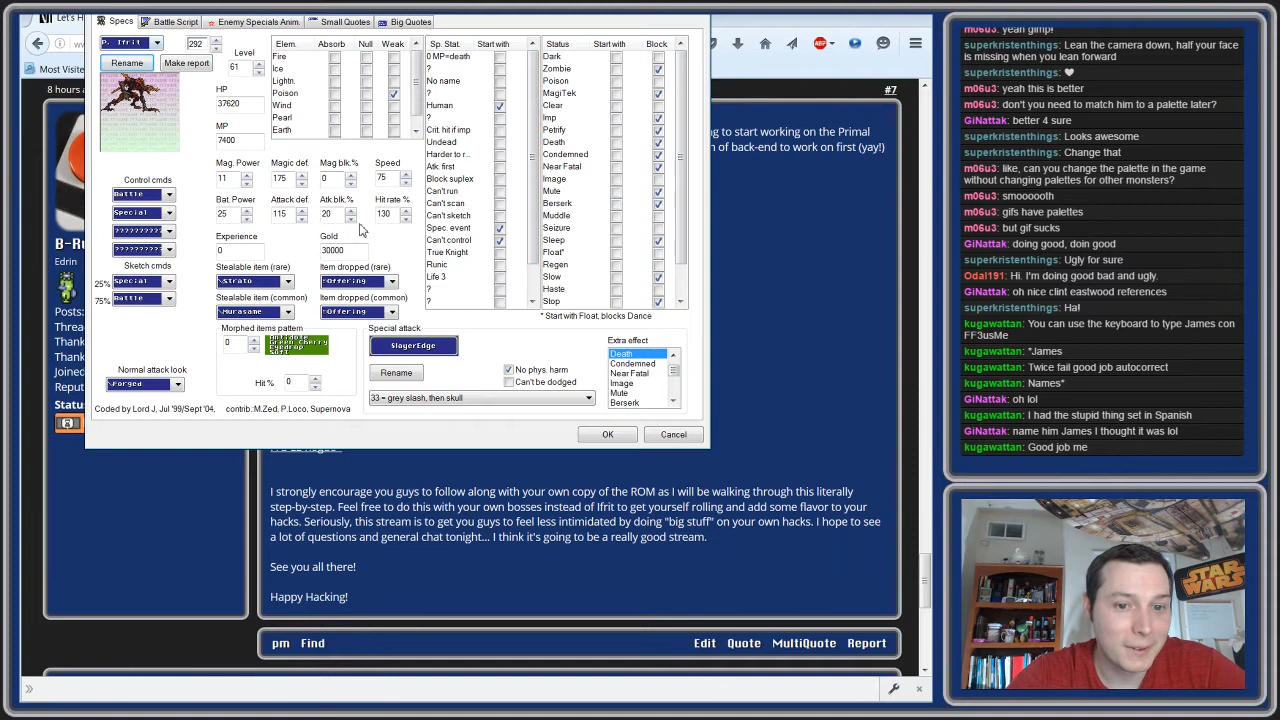 Specs
Battle Script
Enemy Specials Anim.
Small Quotes
Big Quotes
P. Ifrit
292
Rename
Make report
Level
61
HP
37620
MP
7400
Elem.
Absorb
Null
Weak
Fire
Ice
Lightn.
Poison
Wind
Pearl
Earth
Mag. Power
Magic def.
Mag blk.%
Speed
11
175
0
75
Bat. Power
Attack def.
Atk blk.%
Hit rate %
25
115
20
130
Experience
Gold
0
30000
Control cmds
Battle
Special
??????????
??????????
Sketch cmds
25%
Special
75%
Battle
Stealable item (rare)
Item dropped (rare)
\Strato
Offering
Stealable item (common)
Item dropped (common)
\Murasame
Offering
Morphed items pattern
0
Antidote
Green Cherry
Eyedrop
Soft
Hit %
0
Normal attack look
\Forged
Special attack
SlayerEdge
Rename
No phys. harm
Can't be dodged
33 = grey slash, then skull
Extra effect
Death
Condemned
Near Fatal
Image
Mute
Berserk
Sp. Stat.
Start with
0 MP=death
?
No name
?
Human
?
Crit. hit if imp
Undead
Harder to r...
Atk. first
Block suplex
Can't run
Can't scan
Can't sketch
Spec. event
Can't control
True Knight
Runic
Life 3
?
?
Status
Start with
Block
Dark
Zombie
Poison
MagiTek
Clear
Imp
Petrify
Death
Condemned
Near Fatal
Image
Mute
Berserk
Muddle
Seizure
Sleep
Float*
Regen
Slow
Haste
Stop
* Start with Float, blocks Dance
Coded by Lord J, Jul '99/Sept '04.
contrib.:M.Zed, P.Loco, Supernova
OK
Cancel
Let's H
Most Visite
8 hours a
#7
ng to start working on the Primal
n of back-end to work on first (yay!)
B-Ru
Edrin
Posts:
Threa
Thank
Thank
Joined
Reput
Status
I strongly encourage you guys to follow along with your own copy of the ROM as I will be walking through this literally
step-by-step. Feel free to do this with your own bosses instead of Ifrit to get yourself rolling and add some flavor to your
hacks. Seriously, this stream is to get you guys to feel less intimidated by doing "big stuff" on your own hacks. I hope to see
a lot of questions and general chat tonight... I think it's going to be a really good stream.
See you all there!
Happy Hacking!
pm
Find
Edit
Quote
MultiQuote
Report
ABP
m06u3: yeah gimp!
superkristenthings: Lean the camera down, half your face
is missing when you lean forward
superkristenthings: ♥
m06u3: yeah this is better
m06u3: don't you need to match him to a palette later?
GiNattak: better 4 sure
superkristenthings: Looks awesome
superkristenthings: Change that
m06u3: like, can you change the palette in the game
without changing palettes for other monsters?
m06u3: smoooooth
m06u3: gifs have palettes
m06u3: but gif sucks
GiNattak: doing good, doin good
superkristenthings: Ugly for sure
Odal191: Hi. I'm doing good bad and ugly.
GiNattak: oh nice clint eastwood references
superkristenthings: Ha!
kugawattan: You can use the keyboard to type James con
FF3usMe
kugawattan: *James
kugawattan: Twice fail good job autocorrect
kugawattan: Names*
GiNattak: oh lol
kugawattan: I had the stupid thing set in Spanish
GiNattak: name him James I thought it was lol
kugawattan: Good job me
STAR
WARS